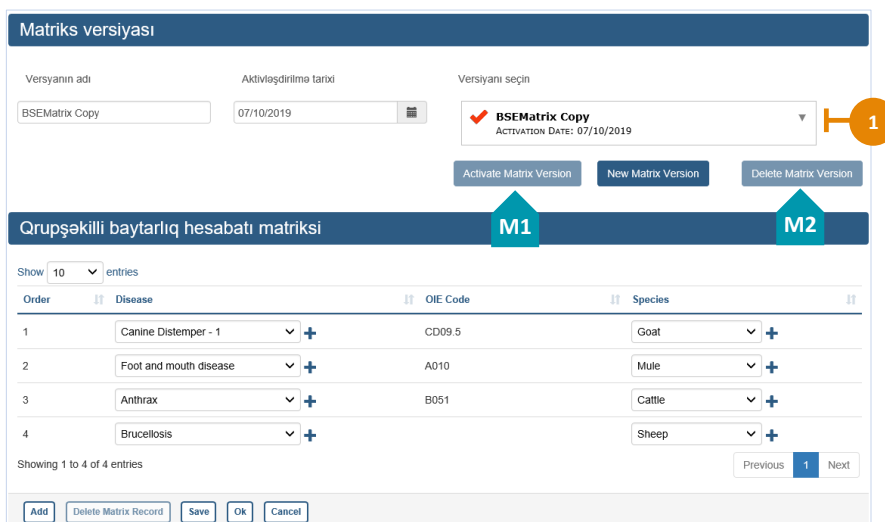 Matriks versiyası
Versyanın adı Aktivləşdirilmə tarixi Versiyanı seçin
BSEMatrix Copy 07/10/2019 BSEMatrix Copy
ACTIVATION DATE: 07/10/2019
1
Activate Matrix Version New Matrix Version Delete Matrix Version
M1 M2
Qrupşəkilli baytarlıq hesabatı matriksi
Show 10 entries
Order Disease OIE Code Species
1 Canine Distemper - 1 CD09.5 Goat
2 Foot and mouth disease A010 Mule
3 Anthrax B051 Cattle
4 Brucellosis Sheep
Showing 1 to 4 of 4 entries Previous 1 Next
Add Delete Matrix Record Save Ok Cancel